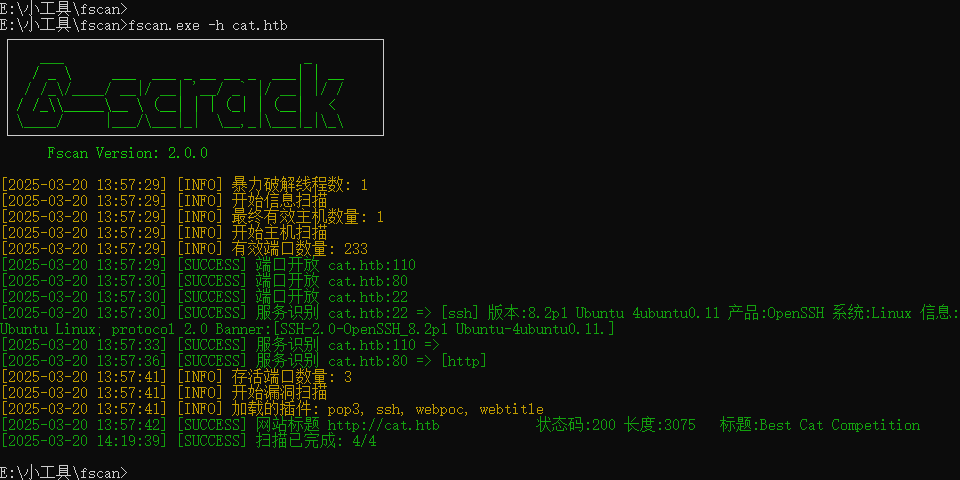 E:\小工具\fscan>
E:\小工具\fscan>fscan.exe -h cat.htb
Fscan Version: 2.0.0
[2025-03-20 13:57:29] [INFO] 暴力破解线程数: 1
[2025-03-20 13:57:29] [INFO] 开始信息扫描
[2025-03-20 13:57:29] [INFO] 最终有效主机数量: 1
[2025-03-20 13:57:29] [INFO] 开始主机扫描
[2025-03-20 13:57:29] [INFO] 有效端口数量: 233
[2025-03-20 13:57:29] [SUCCESS] 端口开放 cat.htb:110
[2025-03-20 13:57:30] [SUCCESS] 端口开放 cat.htb:80
[2025-03-20 13:57:30] [SUCCESS] 端口开放 cat.htb:22
[2025-03-20 13:57:30] [SUCCESS] 服务识别 cat.htb:22 => [ssh] 版本:8.2p1 Ubuntu 4ubuntu0.11 产品:OpenSSH 系统:Linux 信息:
Ubuntu Linux; protocol 2.0 Banner:[SSH-2.0-OpenSSH_8.2p1 Ubuntu-4ubuntu0.11.]
[2025-03-20 13:57:33] [SUCCESS] 服务识别 cat.htb:110 =>
[2025-03-20 13:57:36] [SUCCESS] 服务识别 cat.htb:80 => [http]
[2025-03-20 13:57:41] [INFO] 存活端口数量: 3
[2025-03-20 13:57:41] [INFO] 开始漏洞扫描
[2025-03-20 13:57:41] [INFO] 加载的插件: pop3, ssh, webpoc, webtitle
[2025-03-20 13:57:42] [SUCCESS] 网站标题 http://cat.htb 状态码:200 长度:3075 标题:Best Cat Competition
[2025-03-20 14:19:39] [SUCCESS] 扫描已完成: 4/4
E:\小工具\fscan>